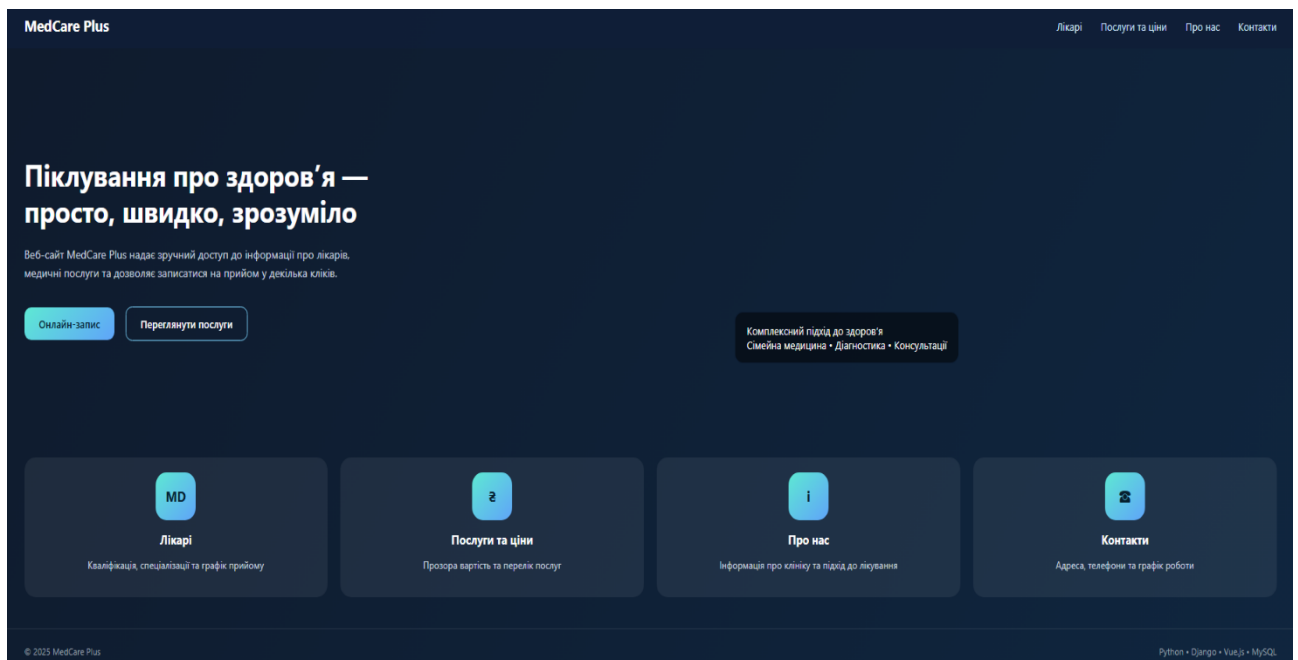 MedCare Plus
Лікарі Послуги та ціни Про нас Контакти
Піклування про здоров’я —
просто, швидко, зрозуміло
Веб-сайт MedCare Plus надає зручний доступ до інформації про лікарів,
медичні послуги та дозволяє записатися на прийом у декілька кліків.
Онлайн-запис
Переглянути послуги
Комплексний підхід до здоров’я
Сімейна медицина • Діагностика • Консультації
MD
Лікарі
Кваліфікація, спеціалізації та графік прийому
₴
Послуги та ціни
Прозора вартість та перелік послуг
i
Про нас
Інформація про клініку та підхід до лікування
☎
Контакти
Адреса, телефони та графік роботи
© 2025 MedCare Plus
Python • Django • Vue.js • MySQL